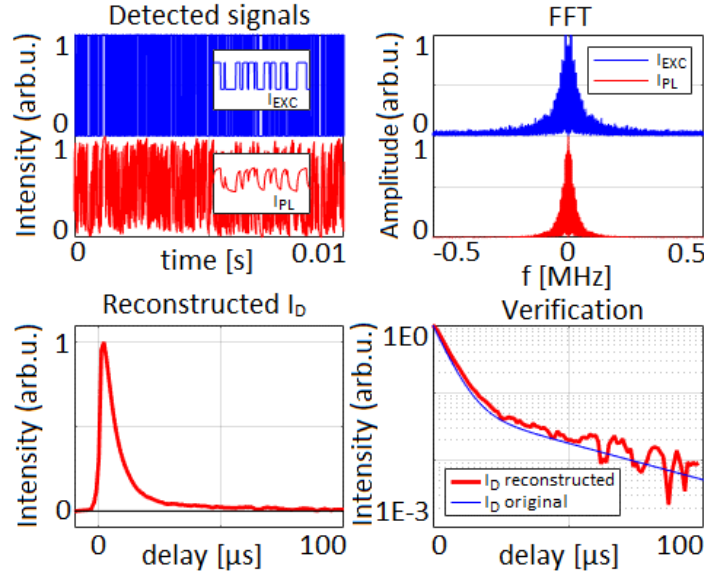 Detected signals
Intensity (arb.u.)
1
0
1
0
I_EXC
I_PL
0
0.01
time [s]
FFT
Amplitude (arb.u.)
1
0
1
0
I_EXC
I_PL
-0.5
0
0.5
f [MHz]
Reconstructed I_D
Intensity (arb.u.)
1
0
0
100
delay [µs]
Verification
Intensity (arb.u.)
1E0
1E-3
I_D reconstructed
I_D original
0
100
delay [µs]